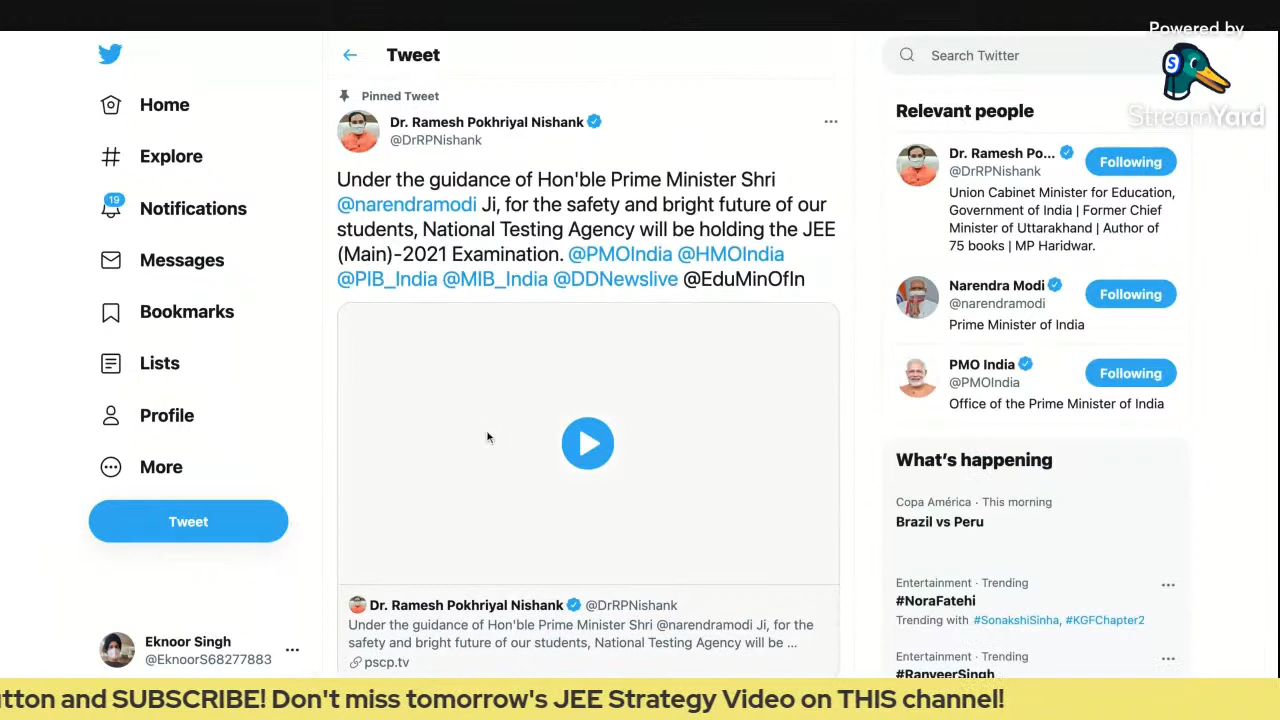 Powered by
StreamYard
Home
Explore
19
Notifications
Messages
Bookmarks
Lists
Profile
More
Tweet
Eknoor Singh
@EknoorS68277883
Tweet
Pinned Tweet
Dr. Ramesh Pokhriyal Nishank
@DrRPNishank
Under the guidance of Hon'ble Prime Minister Shri
@narendramodi Ji, for the safety and bright future of our
students, National Testing Agency will be holding the JEE
(Main)-2021 Examination. @PMOIndia @HMOIndia
@PIB_India @MIB_India @DDNewslive @EduMinOfIn
Dr. Ramesh Pokhriyal Nishank @DrRPNishank
Under the guidance of Hon'ble Prime Minister Shri @narendramodi Ji, for the
safety and bright future of our students, National Testing Agency will be ...
pscp.tv
Search Twitter
Relevant people
Dr. Ramesh Po...
@DrRPNishank
Following
Union Cabinet Minister for Education,
Government of India | Former Chief
Minister of Uttarakhand | Author of
75 books | MP Haridwar.
Narendra Modi
@narendramodi
Following
Prime Minister of India
PMO India
@PMOIndia
Following
Office of the Prime Minister of India
What's happening
Copa América · This morning
Brazil vs Peru
Entertainment · Trending
#NoraFatehi
Trending with #SonakshiSinha, #KGFChapter2
Entertainment · Trending
#RanveerSingh
utton and SUBSCRIBE! Don't miss tomorrow's JEE Strategy Video on THIS channel!